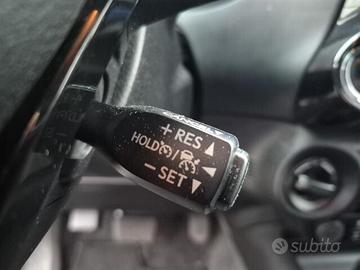 + RES
HOLD /
− SET
subito